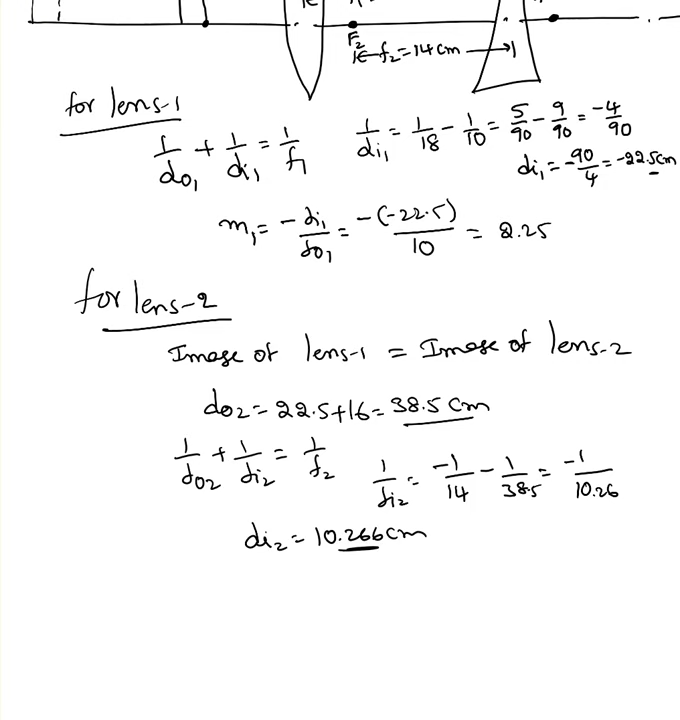 F₂
f₂=14cm
for lens-1
1/do₁ + 1/di₁ = 1/f₁
1/di₁ = 1/18 - 1/10 = 5/90 - 9/90 = -4/90
di₁ = -90/4 = -22.5cm
m₁ = -di₁/do₁ = -(-22.5)/10 = 2.25
for lens-2
Image of lens-1 = Image of lens-2
do₂ = 22.5+16 = 38.5 cm
1/do₂ + 1/di₂ = 1/f₂
1/di₂ = -1/14 - 1/38.5 = -1/10.26
di₂ = 10.266cm